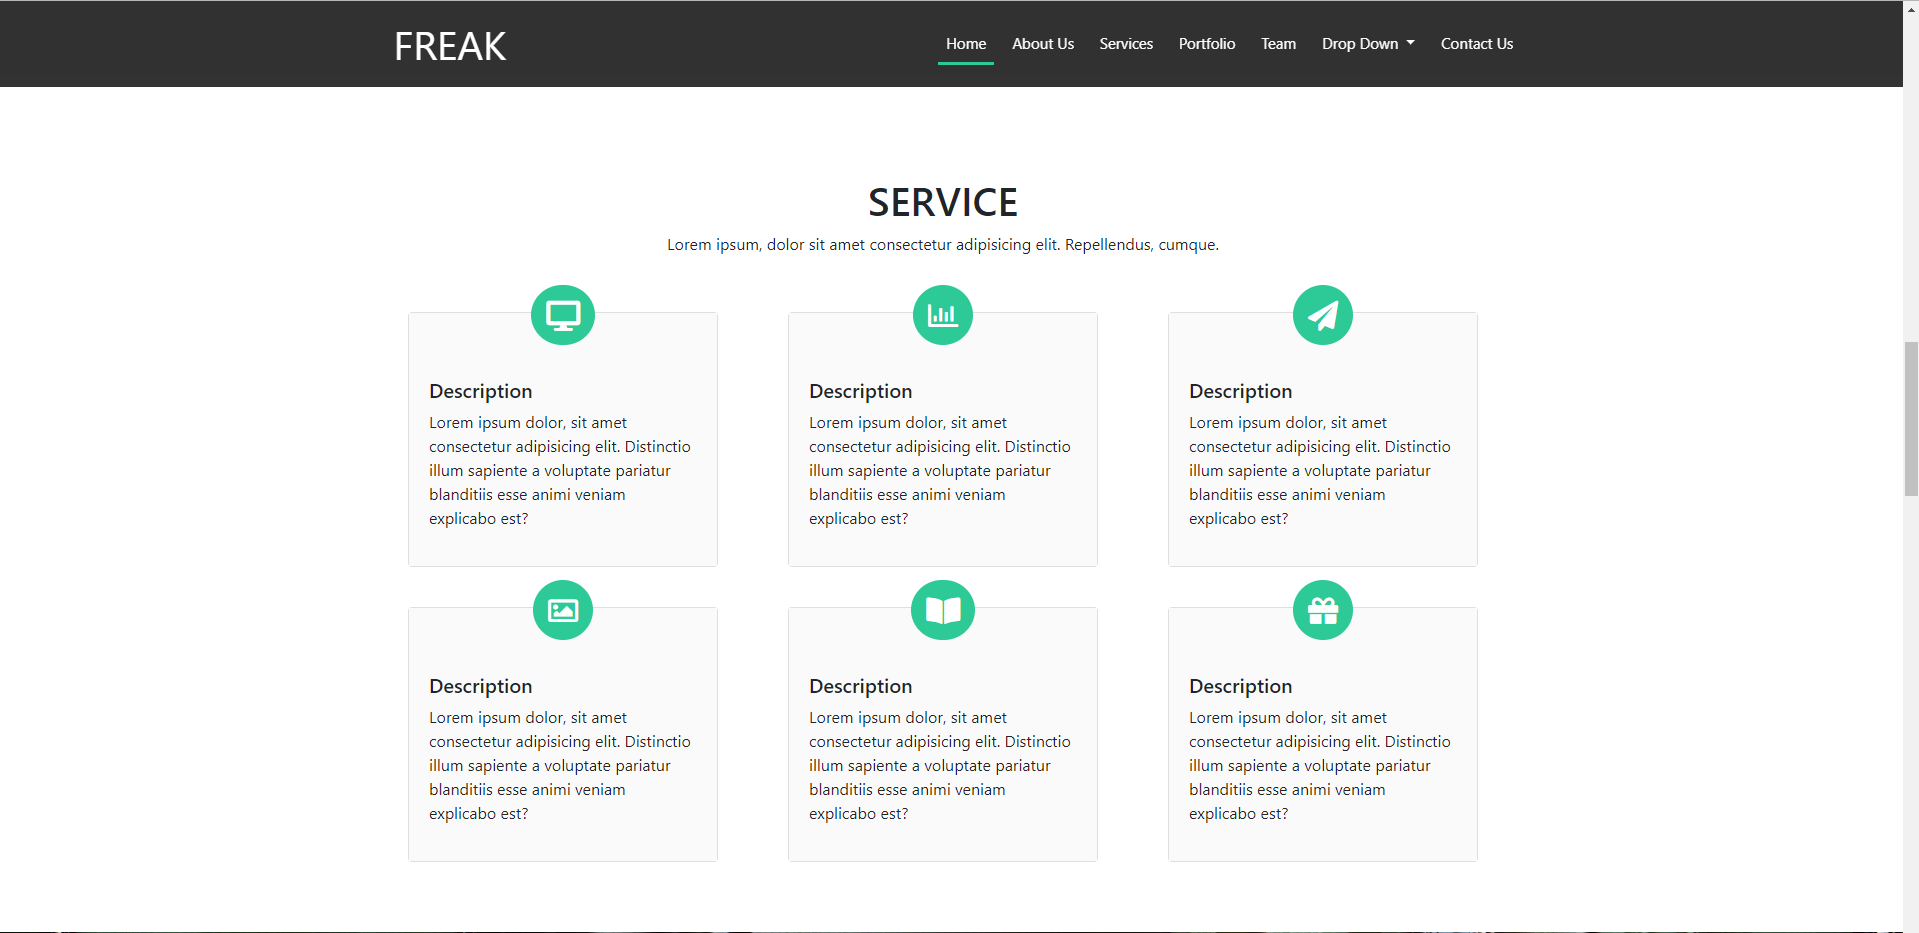 FREAK
Home About Us Services Portfolio Team Drop Down Contact Us
SERVICE
Lorem ipsum, dolor sit amet consectetur adipisicing elit. Repellendus, cumque.
Description
Lorem ipsum dolor, sit amet
consectetur adipisicing elit. Distinctio
illum sapiente a voluptate pariatur
blanditiis esse animi veniam
explicabo est?
Description
Lorem ipsum dolor, sit amet
consectetur adipisicing elit. Distinctio
illum sapiente a voluptate pariatur
blanditiis esse animi veniam
explicabo est?
Description
Lorem ipsum dolor, sit amet
consectetur adipisicing elit. Distinctio
illum sapiente a voluptate pariatur
blanditiis esse animi veniam
explicabo est?
Description
Lorem ipsum dolor, sit amet
consectetur adipisicing elit. Distinctio
illum sapiente a voluptate pariatur
blanditiis esse animi veniam
explicabo est?
Description
Lorem ipsum dolor, sit amet
consectetur adipisicing elit. Distinctio
illum sapiente a voluptate pariatur
blanditiis esse animi veniam
explicabo est?
Description
Lorem ipsum dolor, sit amet
consectetur adipisicing elit. Distinctio
illum sapiente a voluptate pariatur
blanditiis esse animi veniam
explicabo est?